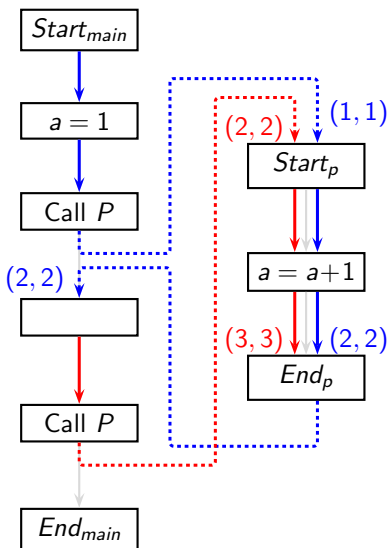 Start_main
a = 1
Call P
(2, 2)
Call P
End_main
(2, 2)
(1, 1)
Start_p
a = a+1
(3, 3)
(2, 2)
End_p